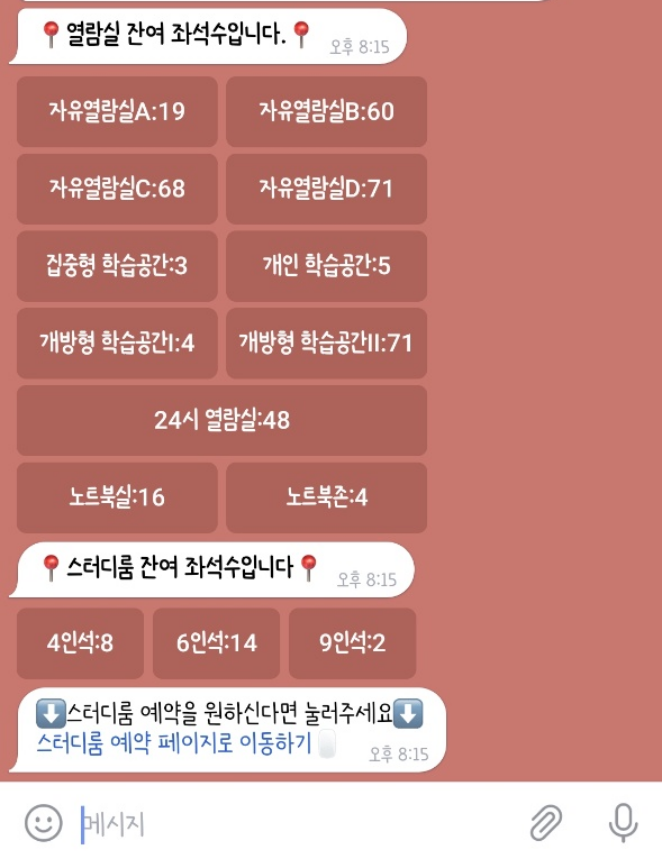 📍 열람실 잔여 좌석수입니다.📍 오후 8:15
자유열람실A:19 자유열람실B:60
자유열람실C:68 자유열람실D:71
집중형 학습공간:3 개인 학습공간:5
개방형 학습공간I:4 개방형 학습공간II:71
24시 열람실:48
노트북실:16 노트북존:4
📍 스터디룸 잔여 좌석수입니다📍 오후 8:15
4인석:8 6인석:14 9인석:2
⬇️스터디룸 예약을 원하신다면 눌러주세요⬇️
스터디룸 예약 페이지로 이동하기 오후 8:15
메시지